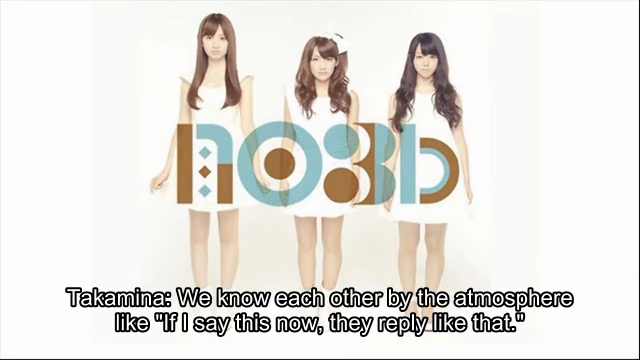 no3b
Takamina: We know each other by the atmosphere
like "If I say this now, they reply like that."